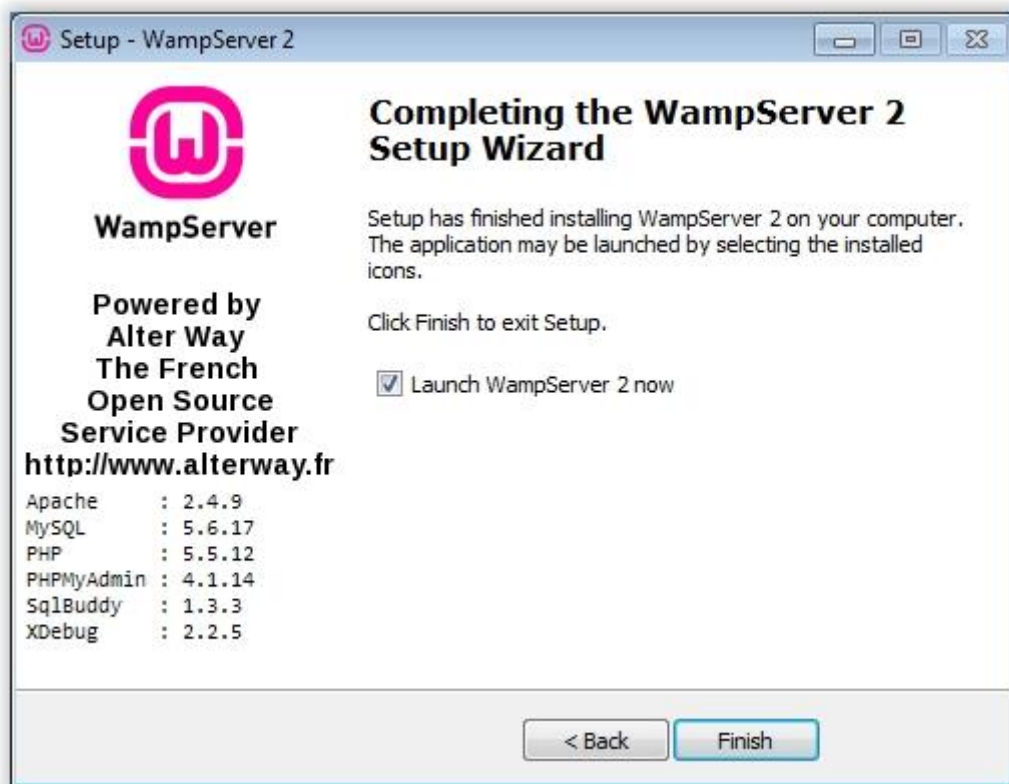 Setup - WampServer 2
WampServer
Powered by
Alter Way
The French
Open Source
Service Provider
http://www.alterway.fr
Apache : 2.4.9
MySQL : 5.6.17
PHP : 5.5.12
PHPMyAdmin : 4.1.14
SqlBuddy : 1.3.3
XDebug : 2.2.5
Completing the WampServer 2
Setup Wizard
Setup has finished installing WampServer 2 on your computer.
The application may be launched by selecting the installed
icons.
Click Finish to exit Setup.
Launch WampServer 2 now
< Back
Finish